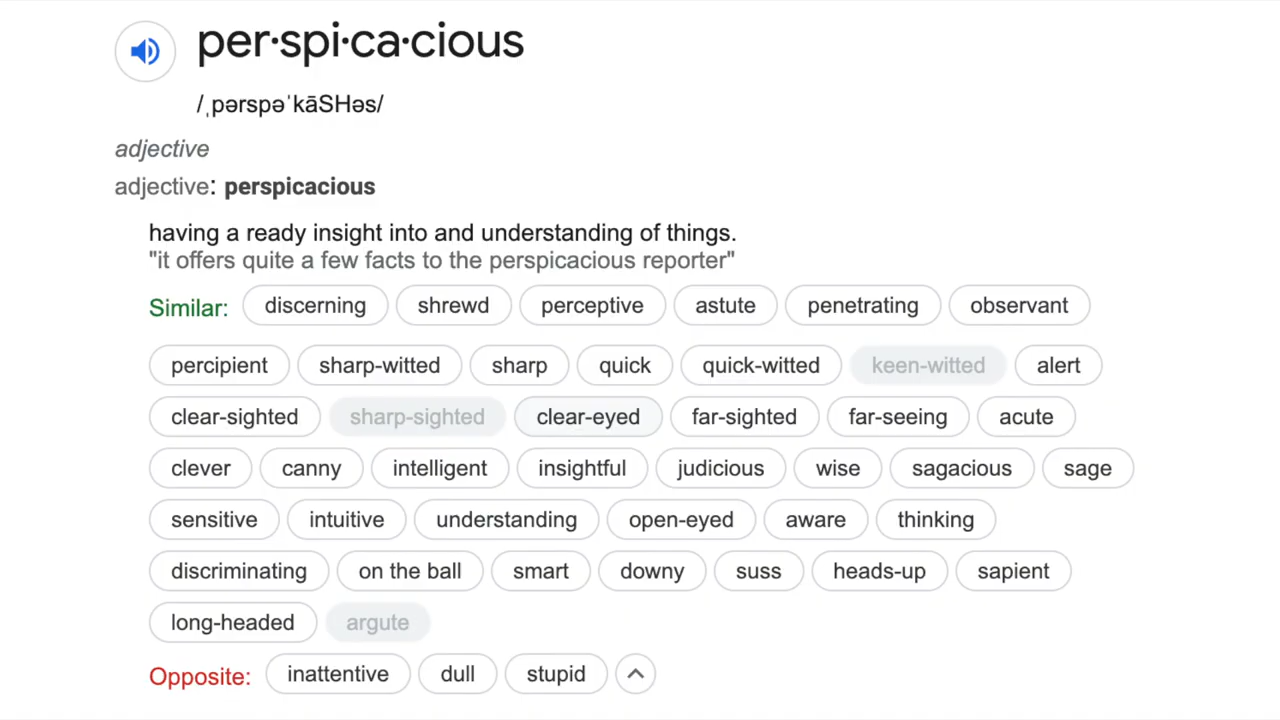 per·spi·ca·cious
/ˌpərspəˈkāSHəs/
adjective
adjective: perspicacious
having a ready insight into and understanding of things.
"it offers quite a few facts to the perspicacious reporter"
Similar: discerning shrewd perceptive astute penetrating observant
percipient sharp-witted sharp quick quick-witted keen-witted alert
clear-sighted sharp-sighted clear-eyed far-sighted far-seeing acute
clever canny intelligent insightful judicious wise sagacious sage
sensitive intuitive understanding open-eyed aware thinking
discriminating on the ball smart downy suss heads-up sapient
long-headed argute
Opposite: inattentive dull stupid